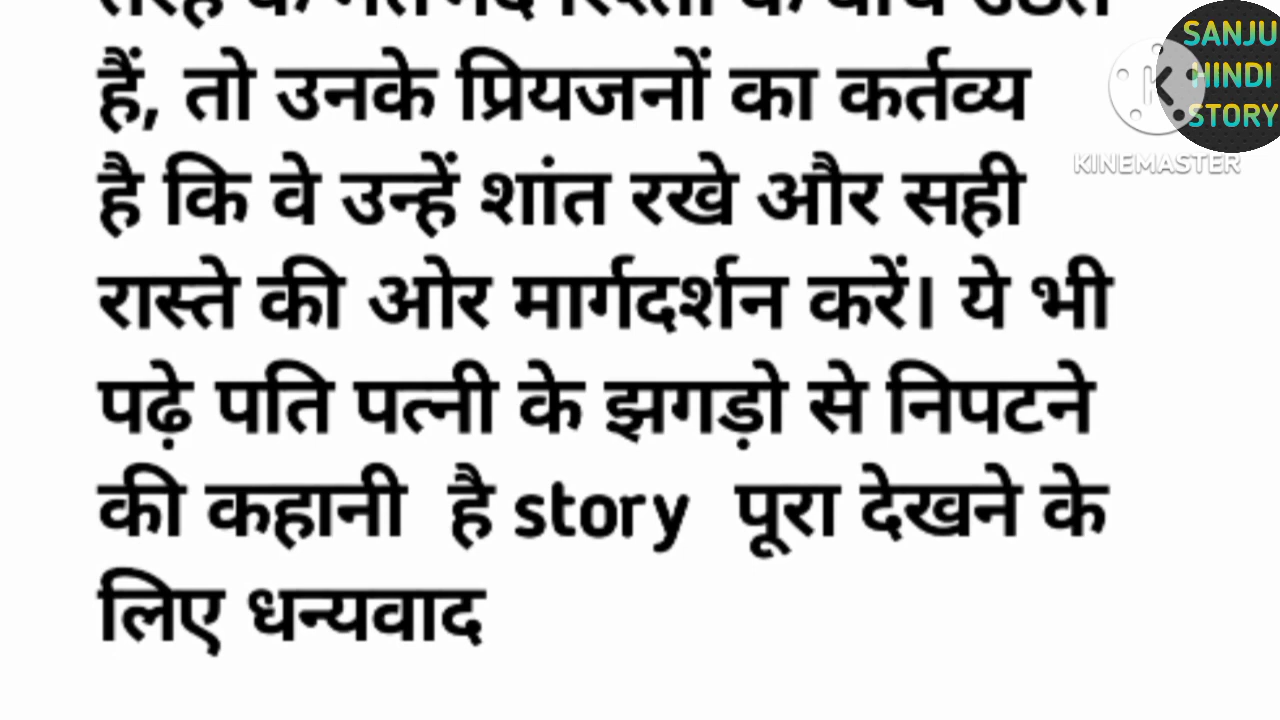 हैं, तो उनके प्रियजनों का कर्तव्य
है कि वे उन्हें शांत रखे और सही
रास्ते की ओर मार्गदर्शन करें। ये भी
पढ़े पति पत्नी के झगड़ो से निपटने
की कहानी है story पूरा देखने के
लिए धन्यवाद
SANJU
HINDI
STORY
K
KINEMASTER